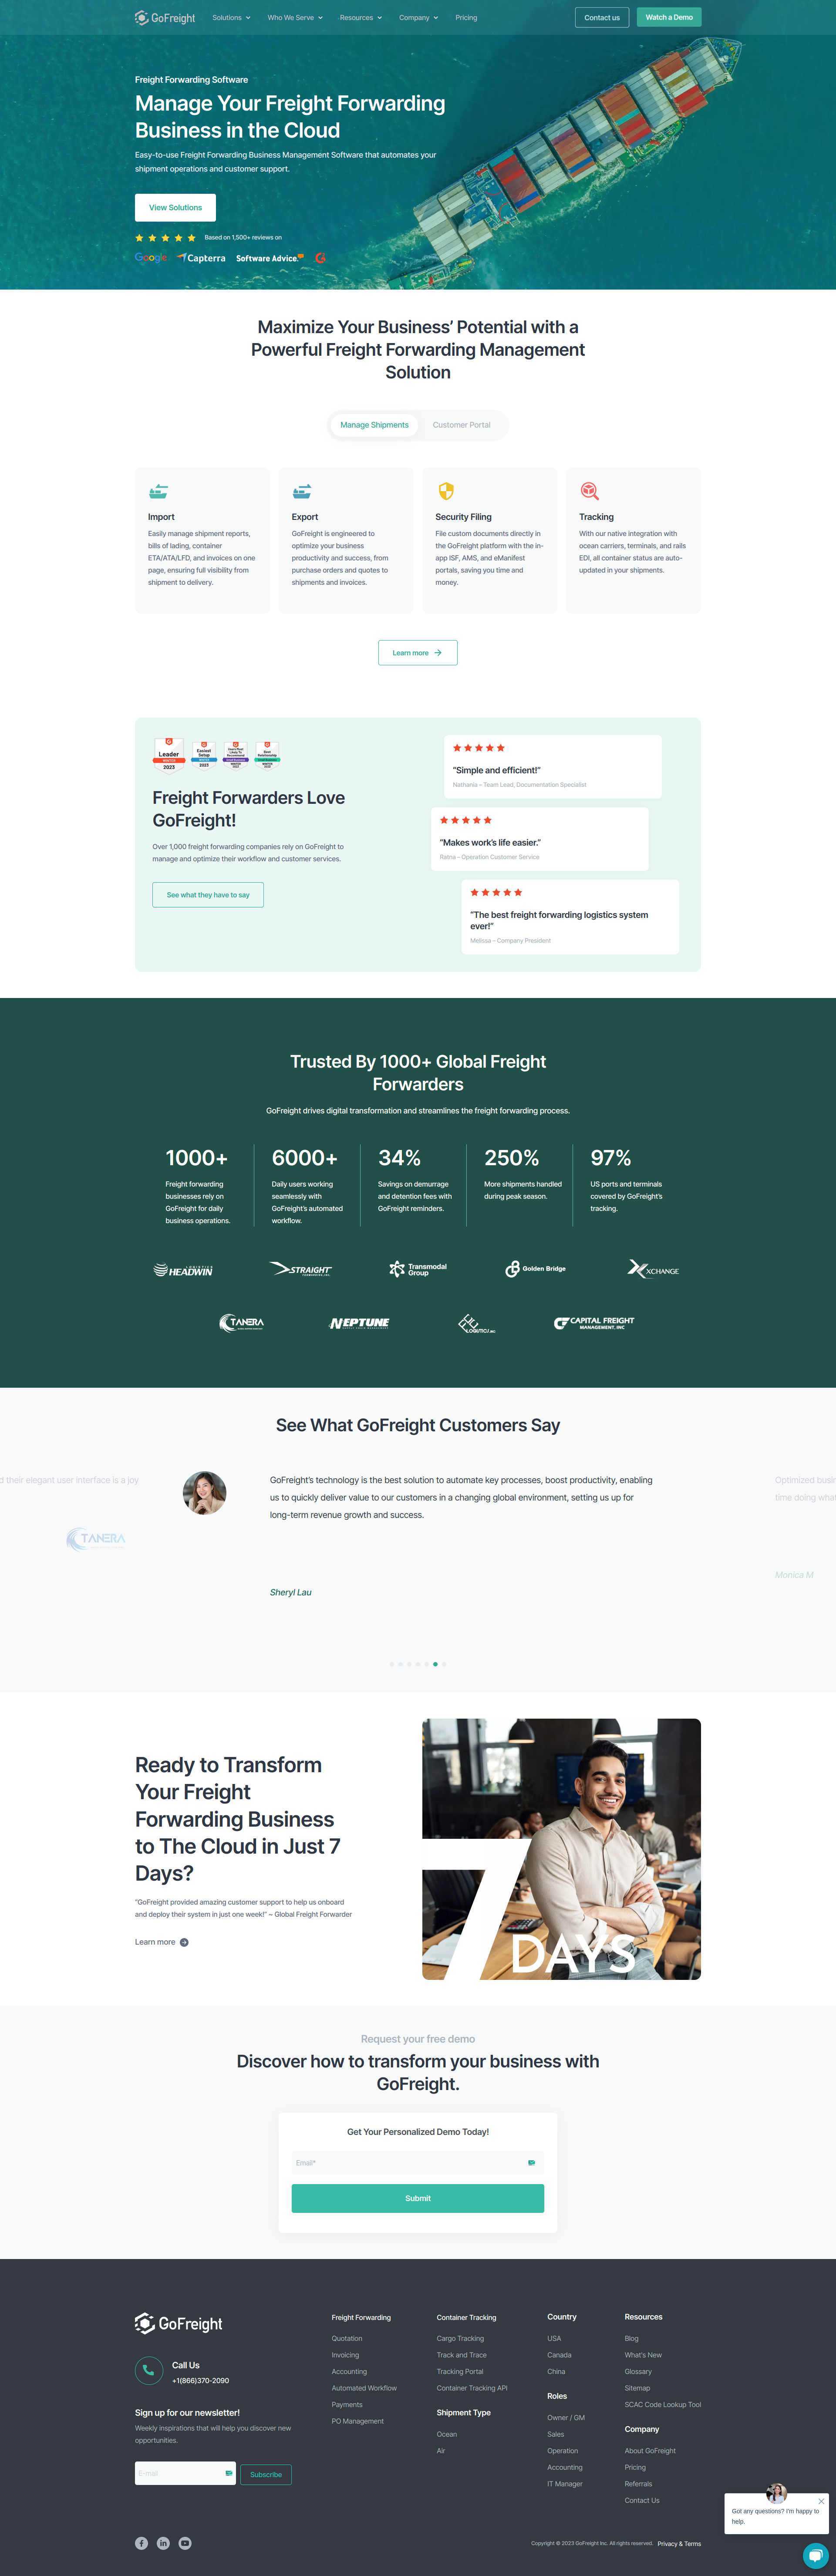 GoFreight
Solutions
Who We Serve
Resources
Company
Pricing
Contact us
Watch a Demo
Freight Forwarding Software
Manage Your Freight Forwarding
Business in the Cloud
Easy-to-use Freight Forwarding Business Management Software that automates your
shipment operations and customer support.
View Solutions
Based on 1,500+ reviews on
Google
Capterra
Software Advice
Maximize Your Business' Potential with a
Powerful Freight Forwarding Management
Solution
Manage Shipments
Customer Portal
Import
Easily manage shipment reports,
bills of lading, container
ETA/ATA/LFD, and invoices on one
page, ensuring full visibility from
shipment to delivery.
Export
GoFreight is engineered to
optimize your business
productivity and success, from
purchase orders and quotes to
shipments and invoices.
Security Filing
File custom documents directly in
the GoFreight platform with the in-
app ISF, AMS, and eManifest
portals, saving you time and
money.
Tracking
With our native integration with
ocean carriers, terminals, and rails
EDI, all container status are auto-
updated in your shipments.
Learn more
Leader
WINTER
2023
Easiest
Setup
2023
Freight Forwarders Love
GoFreight!
Over 1,000 freight forwarding companies rely on GoFreight to
manage and optimize their workflow and customer services.
See what they have to say
"Simple and efficient!"
Nathania – Team Lead, Documentation Specialist
"Makes work's life easier."
Ratna – Operation Customer Service
"The best freight forwarding logistics system
ever!"
Melissa – Company President
Trusted By 1000+ Global Freight
Forwarders
GoFreight drives digital transformation and streamlines the freight forwarding process.
1000+
Freight forwarding
businesses rely on
GoFreight for daily
business operations.
6000+
Daily users working
seamlessly with
GoFreight's automated
workflow.
34%
Savings on demurrage
and detention fees with
GoFreight reminders.
250%
More shipments handled
during peak season.
97%
US ports and terminals
covered by GoFreight's
tracking.
LOGISTICS
HEADWIN
STRAIGHT
Transmodal
Group
Golden Bridge
XCHANGE
TANERA
NEPTUNE
LOGISTICS, INC
CAPITAL FREIGHT
MANAGEMENT, INC
See What GoFreight Customers Say
d their elegant user interface is a joy
TANERA
GoFreight's technology is the best solution to automate key processes, boost productivity, enabling
us to quickly deliver value to our customers in a changing global environment, setting us up for
long-term revenue growth and success.
Sheryl Lau
Optimized busin
time doing what
Monica M
Ready to Transform
Your Freight
Forwarding Business
to The Cloud in Just 7
Days?
"GoFreight provided amazing customer support to help us onboard
and deploy their system in just one week!" ~ Global Freight Forwarder
Learn more
7
DAYS
Request your free demo
Discover how to transform your business with
GoFreight.
Get Your Personalized Demo Today!
Email*
Submit
GoFreight
Call Us
+1(866)370-2090
Sign up for our newsletter!
Weekly inspirations that will help you discover new
opportunities.
E-mail
Subscribe
Freight Forwarding
Quotation
Invoicing
Accounting
Automated Workflow
Payments
PO Management
Container Tracking
Cargo Tracking
Track and Trace
Tracking Portal
Container Tracking API
Shipment Type
Ocean
Air
Country
USA
Canada
China
Roles
Owner / GM
Sales
Operation
Accounting
IT Manager
Resources
Blog
What's New
Glossary
Sitemap
SCAC Code Lookup Tool
Company
About GoFreight
Pricing
Referrals
Contact Us
Got any questions? I'm happy to
help.
Copyright © 2023 GoFreight Inc. All rights reserved.
Privacy & Terms